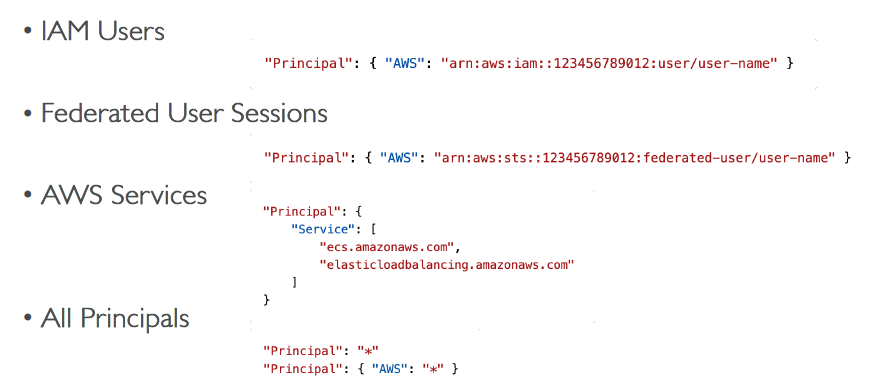 • IAM Users
"Principal": { "AWS": "arn:aws:iam::123456789012:user/user-name" }
• Federated User Sessions
"Principal": { "AWS": "arn:aws:sts::123456789012:federated-user/user-name" }
• AWS Services
"Principal": {
"Service": [
"ecs.amazonaws.com",
"elasticloadbalancing.amazonaws.com"
]
}
• All Principals
"Principal": "*"
"Principal": { "AWS": "*" }